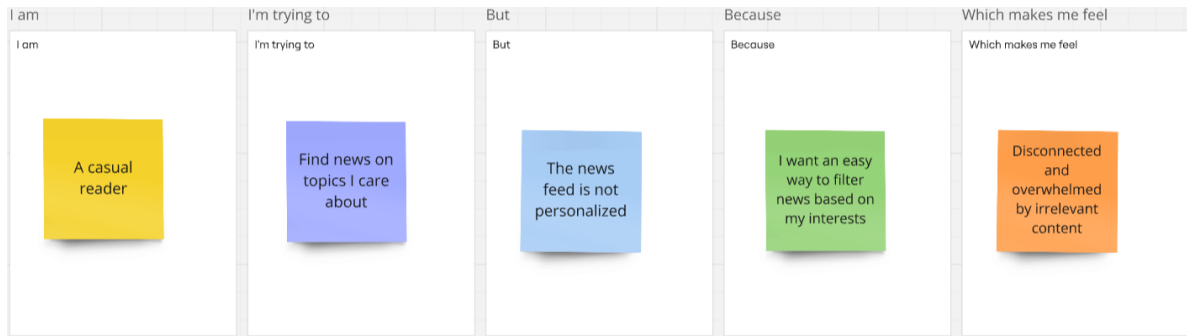 I am
I'm trying to
But
Because
Which makes me feel
I am
I'm trying to
But
Because
Which makes me feel
A casual
reader
Find news on
topics I care
about
The news
feed is not
personalized
I want an easy
way to filter
news based on
my interests
Disconnected
and
overwhelmed
by irrelevant
content